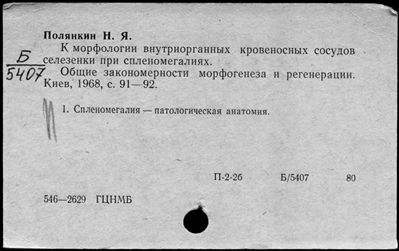 Полянкин Н. Я.
К морфологии внутриорганных кровеносных сосудов
селезенки при спленомегалиях.
Б
5407
Общие закономерности морфогенеза и регенерации.
Киев, 1968, с. 91—92.
1. Спленомегалия — патологическая анатомия.
П-2-2б Б/5407 80
546—2629 ГЦНМБ